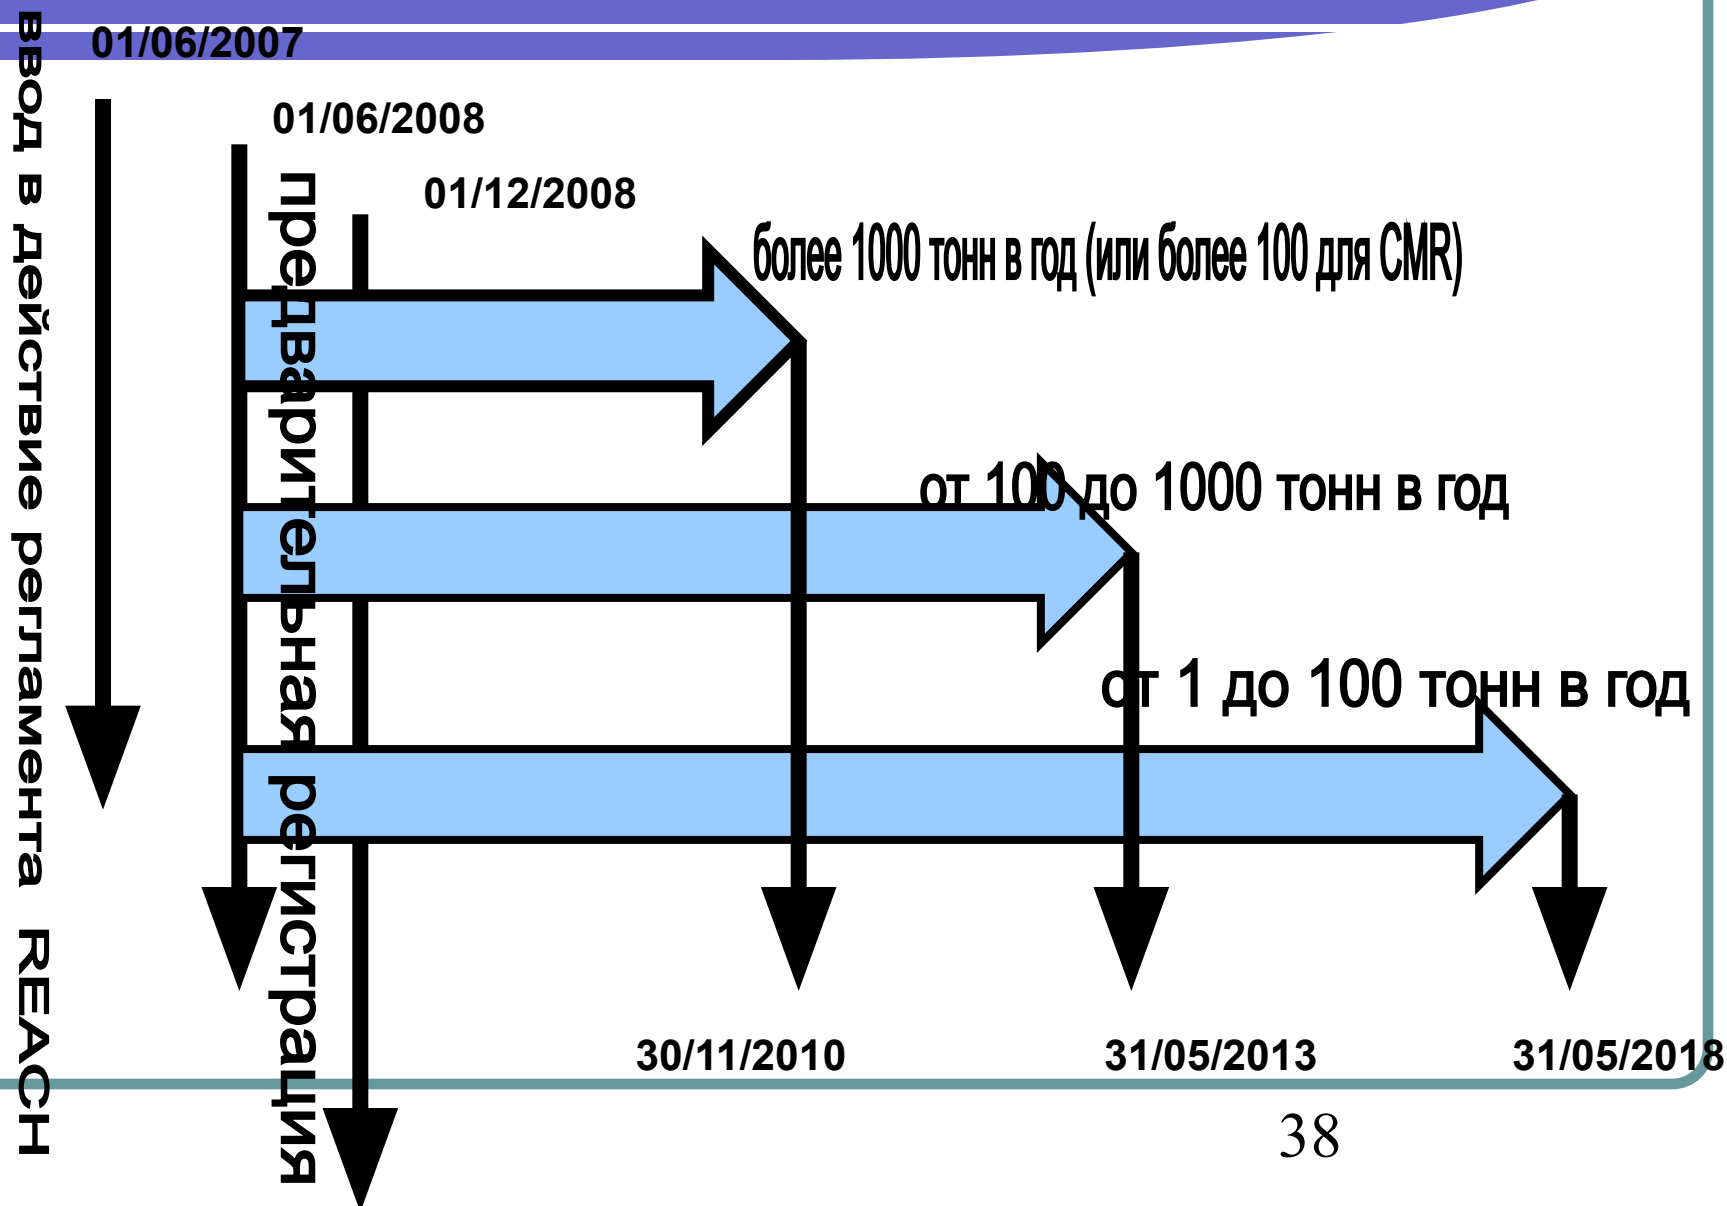 ввод в действие регламента REACH
01/06/2007
01/06/2008
предварительная регистрация
01/12/2008
более 1000 тонн в год (или более 100 для CMR)
от 100 до 1000 тонн в год
от 1 до 100 тонн в год
30/11/2010
31/05/2013
31/05/2018
38